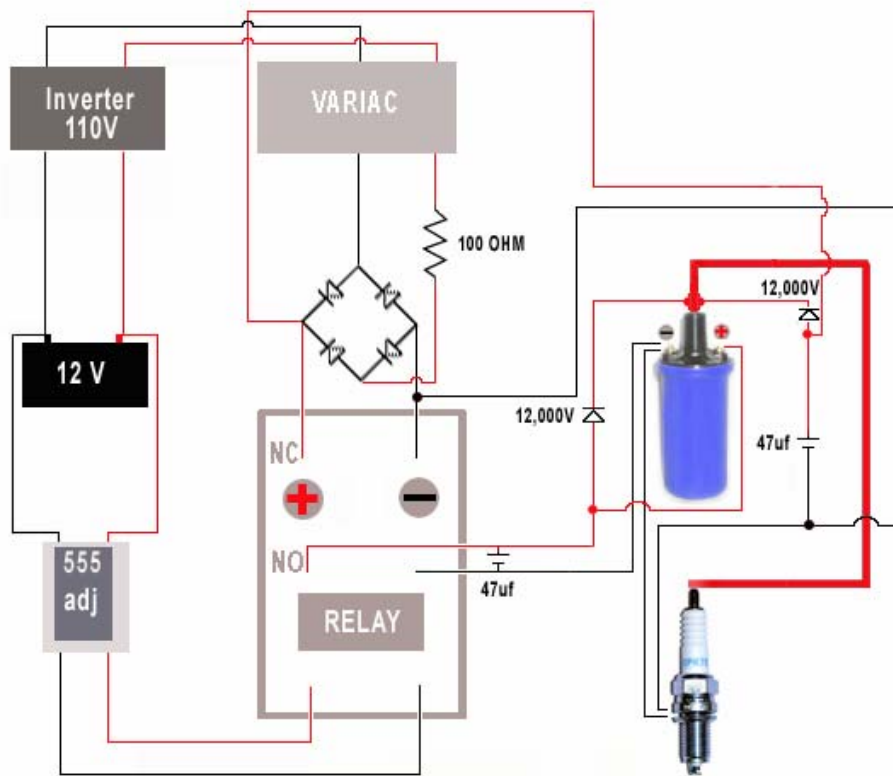 Inverter
110V
VARIAC
100 OHM
12,000V
12 V
12,000V
47uf
NC
NO
47uf
555
adj
RELAY